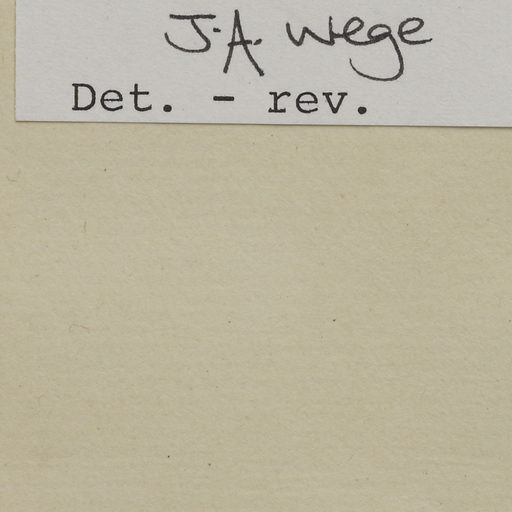 J.A. Wege
Det. - rev.